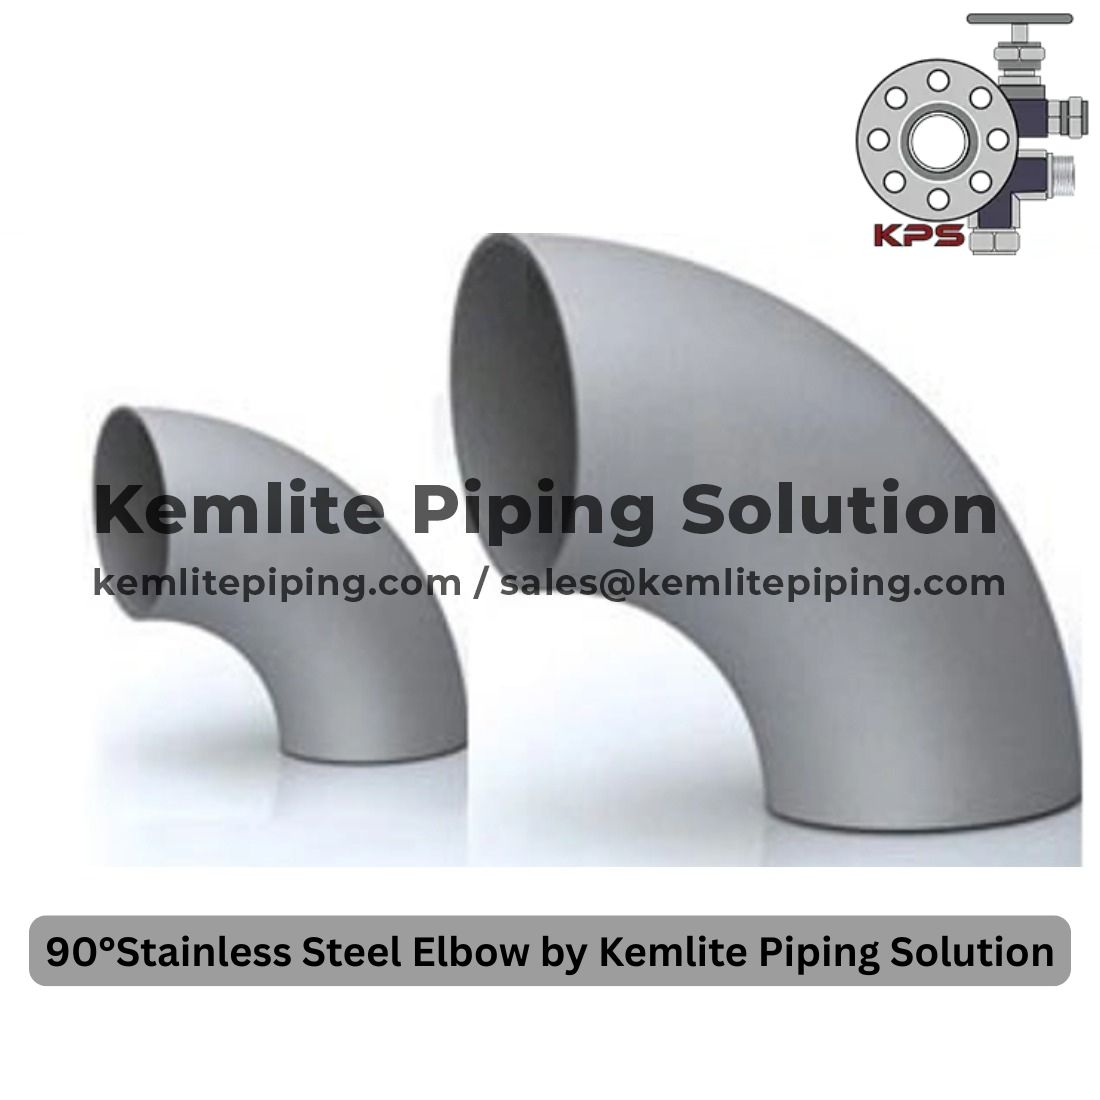 KPS
Kemlite Piping Solution
kemlitepiping.com / sales@kemlitepiping.com
90°Stainless Steel Elbow by Kemlite Piping Solution